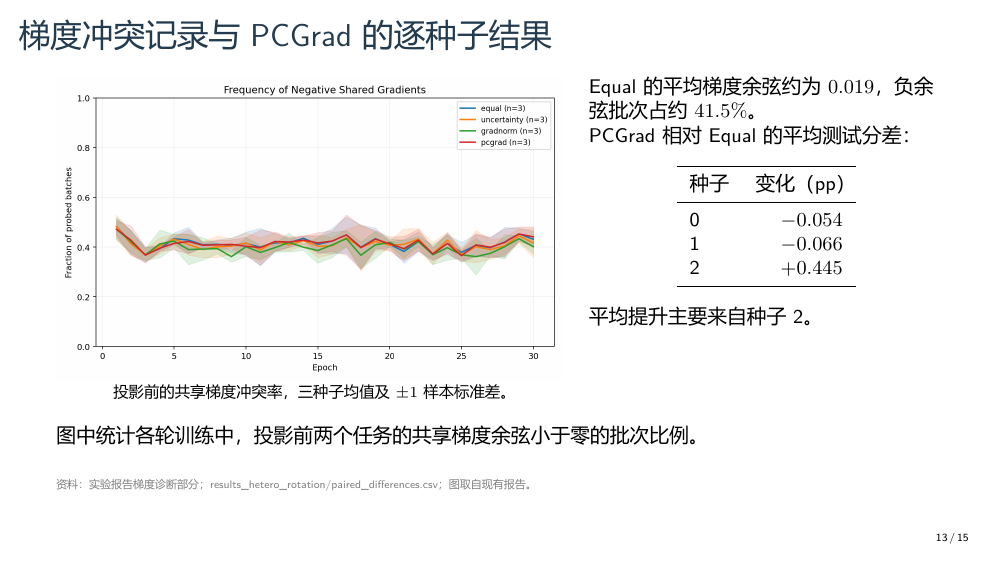 梯度冲突记录与 PCGrad 的逐种子结果
Frequency of Negative Shared Gradients
1.0
0.8
0.6
0.4
0.2
0.0
Fraction of probed batches
equal (n=3)
uncertainty (n=3)
gradnorm (n=3)
pcgrad (n=3)
0 5 10 15 20 25 30
Epoch
投影前的共享梯度冲突率，三种子均值及 ±1 样本标准差。
Equal 的平均梯度余弦约为 0.019，负余
弦批次占约 41.5%。
PCGrad 相对 Equal 的平均测试分差：
种子 变化（pp）
0 −0.054
1 −0.066
2 +0.445
平均提升主要来自种子 2。
图中统计各轮训练中，投影前两个任务的共享梯度余弦小于零的批次比例。
资料：实验报告梯度诊断部分；results_hetero_rotation/paired_differences.csv；图取自现有报告。
13 / 15